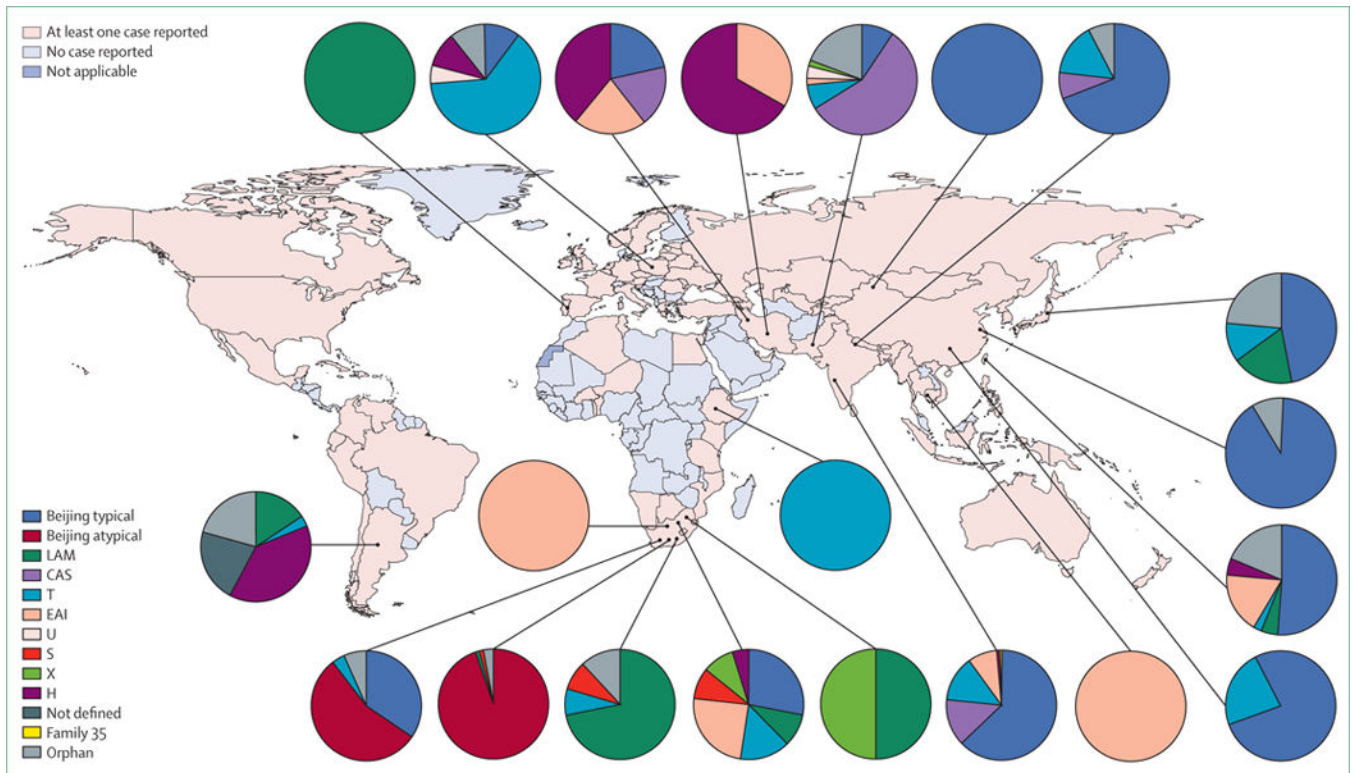 At least one case reported
No case reported
Not applicable
Beijing typical
Beijing atypical
LAM
CAS
T
EAI
U
S
X
H
Not defined
Family 35
Orphan